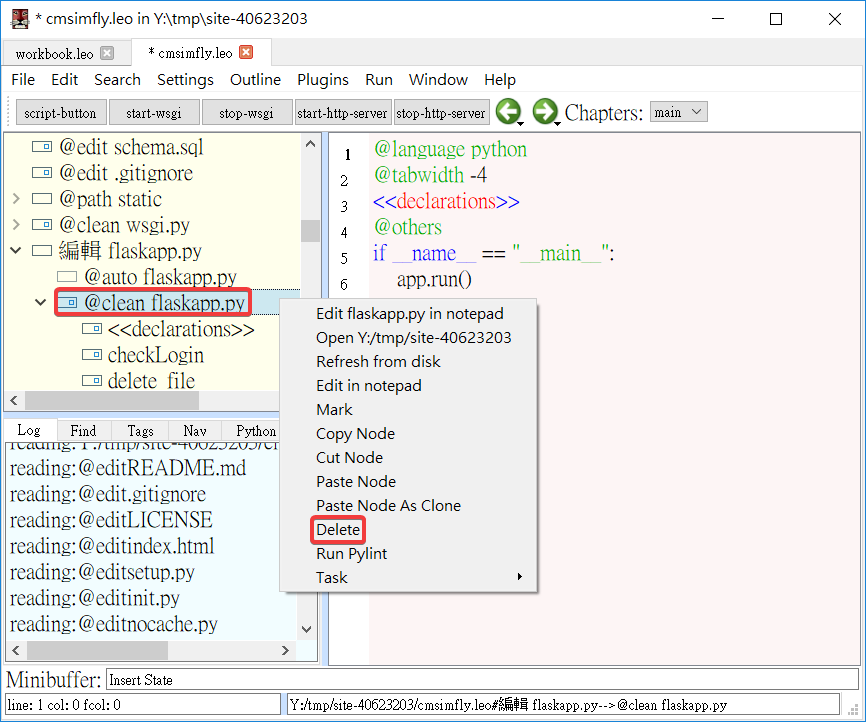 * cmsimfly.leo in Y:\tmp\site-40623203
workbook.leo * cmsimfly.leo
File Edit Search Settings Outline Plugins Run Window Help
script-button start-wsgi stop-wsgi start-http-server stop-http-server Chapters: main
@edit schema.sql
@edit .gitignore
@path static
@clean wsgi.py
編輯 flaskapp.py
@auto flaskapp.py
@clean flaskapp.py
<<declarations>>
checkLogin
delete_file
1 @language python
2 @tabwidth -4
3 <<declarations>>
4 @others
5 if __name__ == "__main__":
6 app.run()
Edit flaskapp.py in notepad
Open Y:/tmp/site-40623203
Refresh from disk
Edit in notepad
Mark
Copy Node
Cut Node
Paste Node
Paste Node As Clone
Delete
Run Pylint
Task
Log Find Tags Nav Python
reading:@editREADME.md
reading:@edit.gitignore
reading:@editLICENSE
reading:@editindex.html
reading:@editsetup.py
reading:@editinit.py
reading:@editnocache.py
Minibuffer: Insert State
line: 1 col: 0 fcol: 0 Y:/tmp/site-40623203/cmsimfly.leo#編輯 flaskapp.py-->@clean flaskapp.py